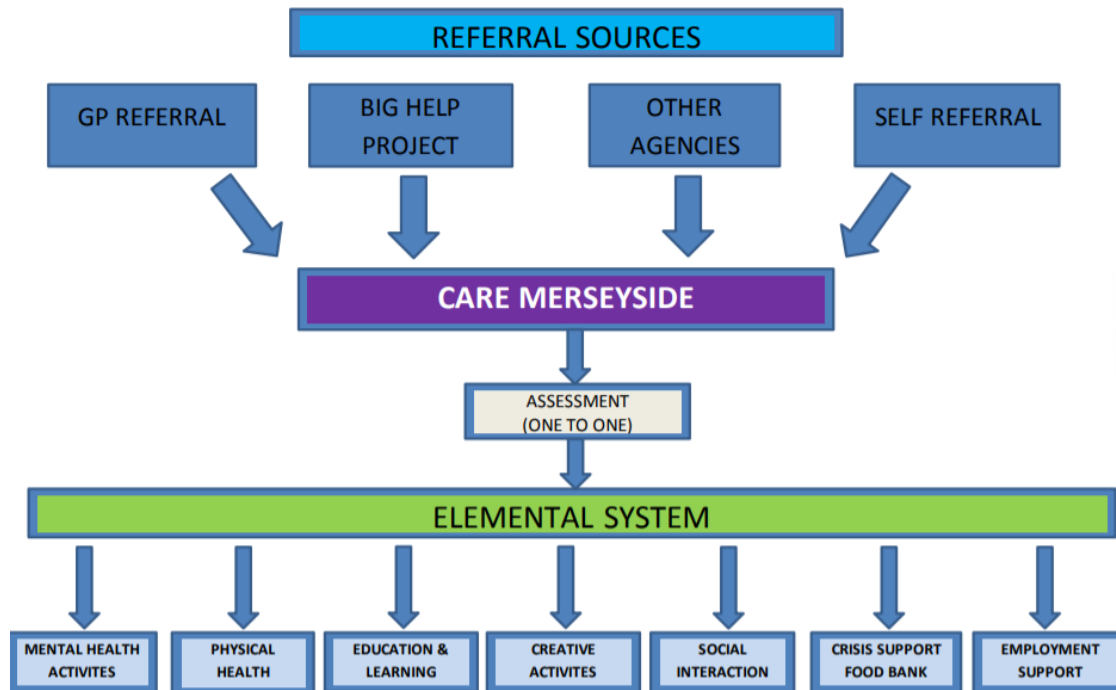 REFERRAL SOURCES
GP REFERRAL
BIG HELP
PROJECT
OTHER
AGENCIES
SELF REFERRAL
CARE MERSEYSIDE
ASSESSMENT
(ONE TO ONE)
ELEMENTAL SYSTEM
MENTAL HEALTH
ACTIVITES
PHYSICAL
HEALTH
EDUCATION &
LEARNING
CREATIVE
ACTIVITES
SOCIAL
INTERACTION
CRISIS SUPPORT
FOOD BANK
EMPLOYMENT
SUPPORT